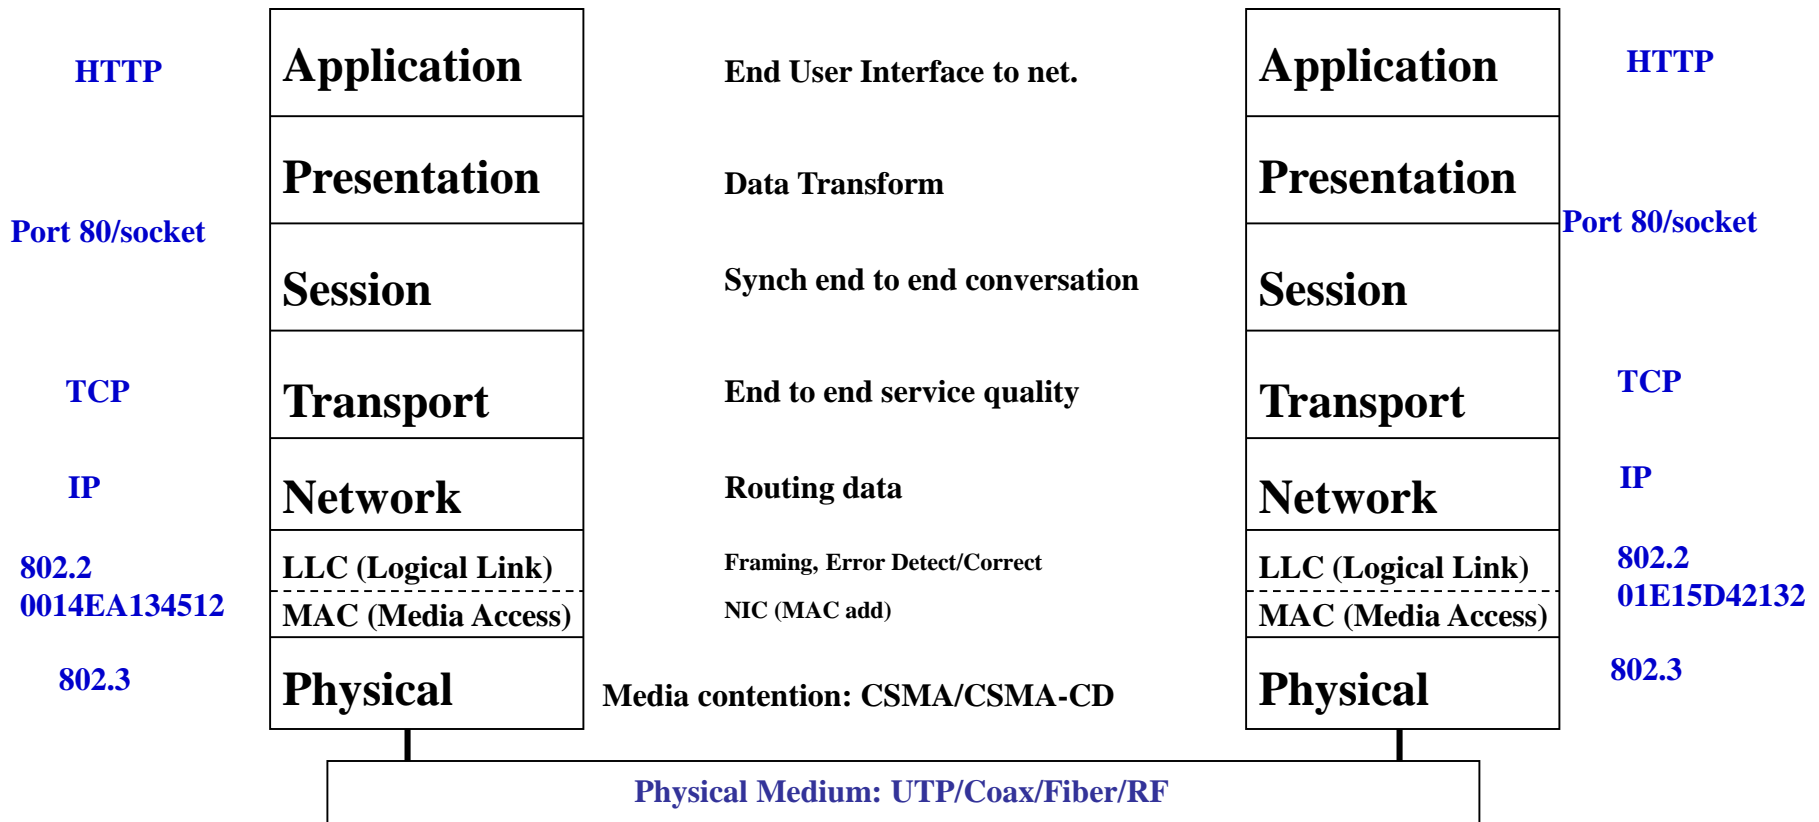 HTTP
Application
End User Interface to net.
Application
HTTP
Presentation
Data Transform
Presentation
Port 80/socket
Port 80/socket
Session
Synch end to end conversation
Session
TCP
Transport
End to end service quality
Transport
TCP
IP
Network
Routing data
Network
IP
802.2
LLC (Logical Link)
Framing, Error Detect/Correct
LLC (Logical Link)
802.2
0014EA134512
MAC (Media Access)
NIC (MAC add)
MAC (Media Access)
01E15D42132
802.3
Physical
Media contention: CSMA/CSMA-CD
Physical
802.3
Physical Medium: UTP/Coax/Fiber/RF